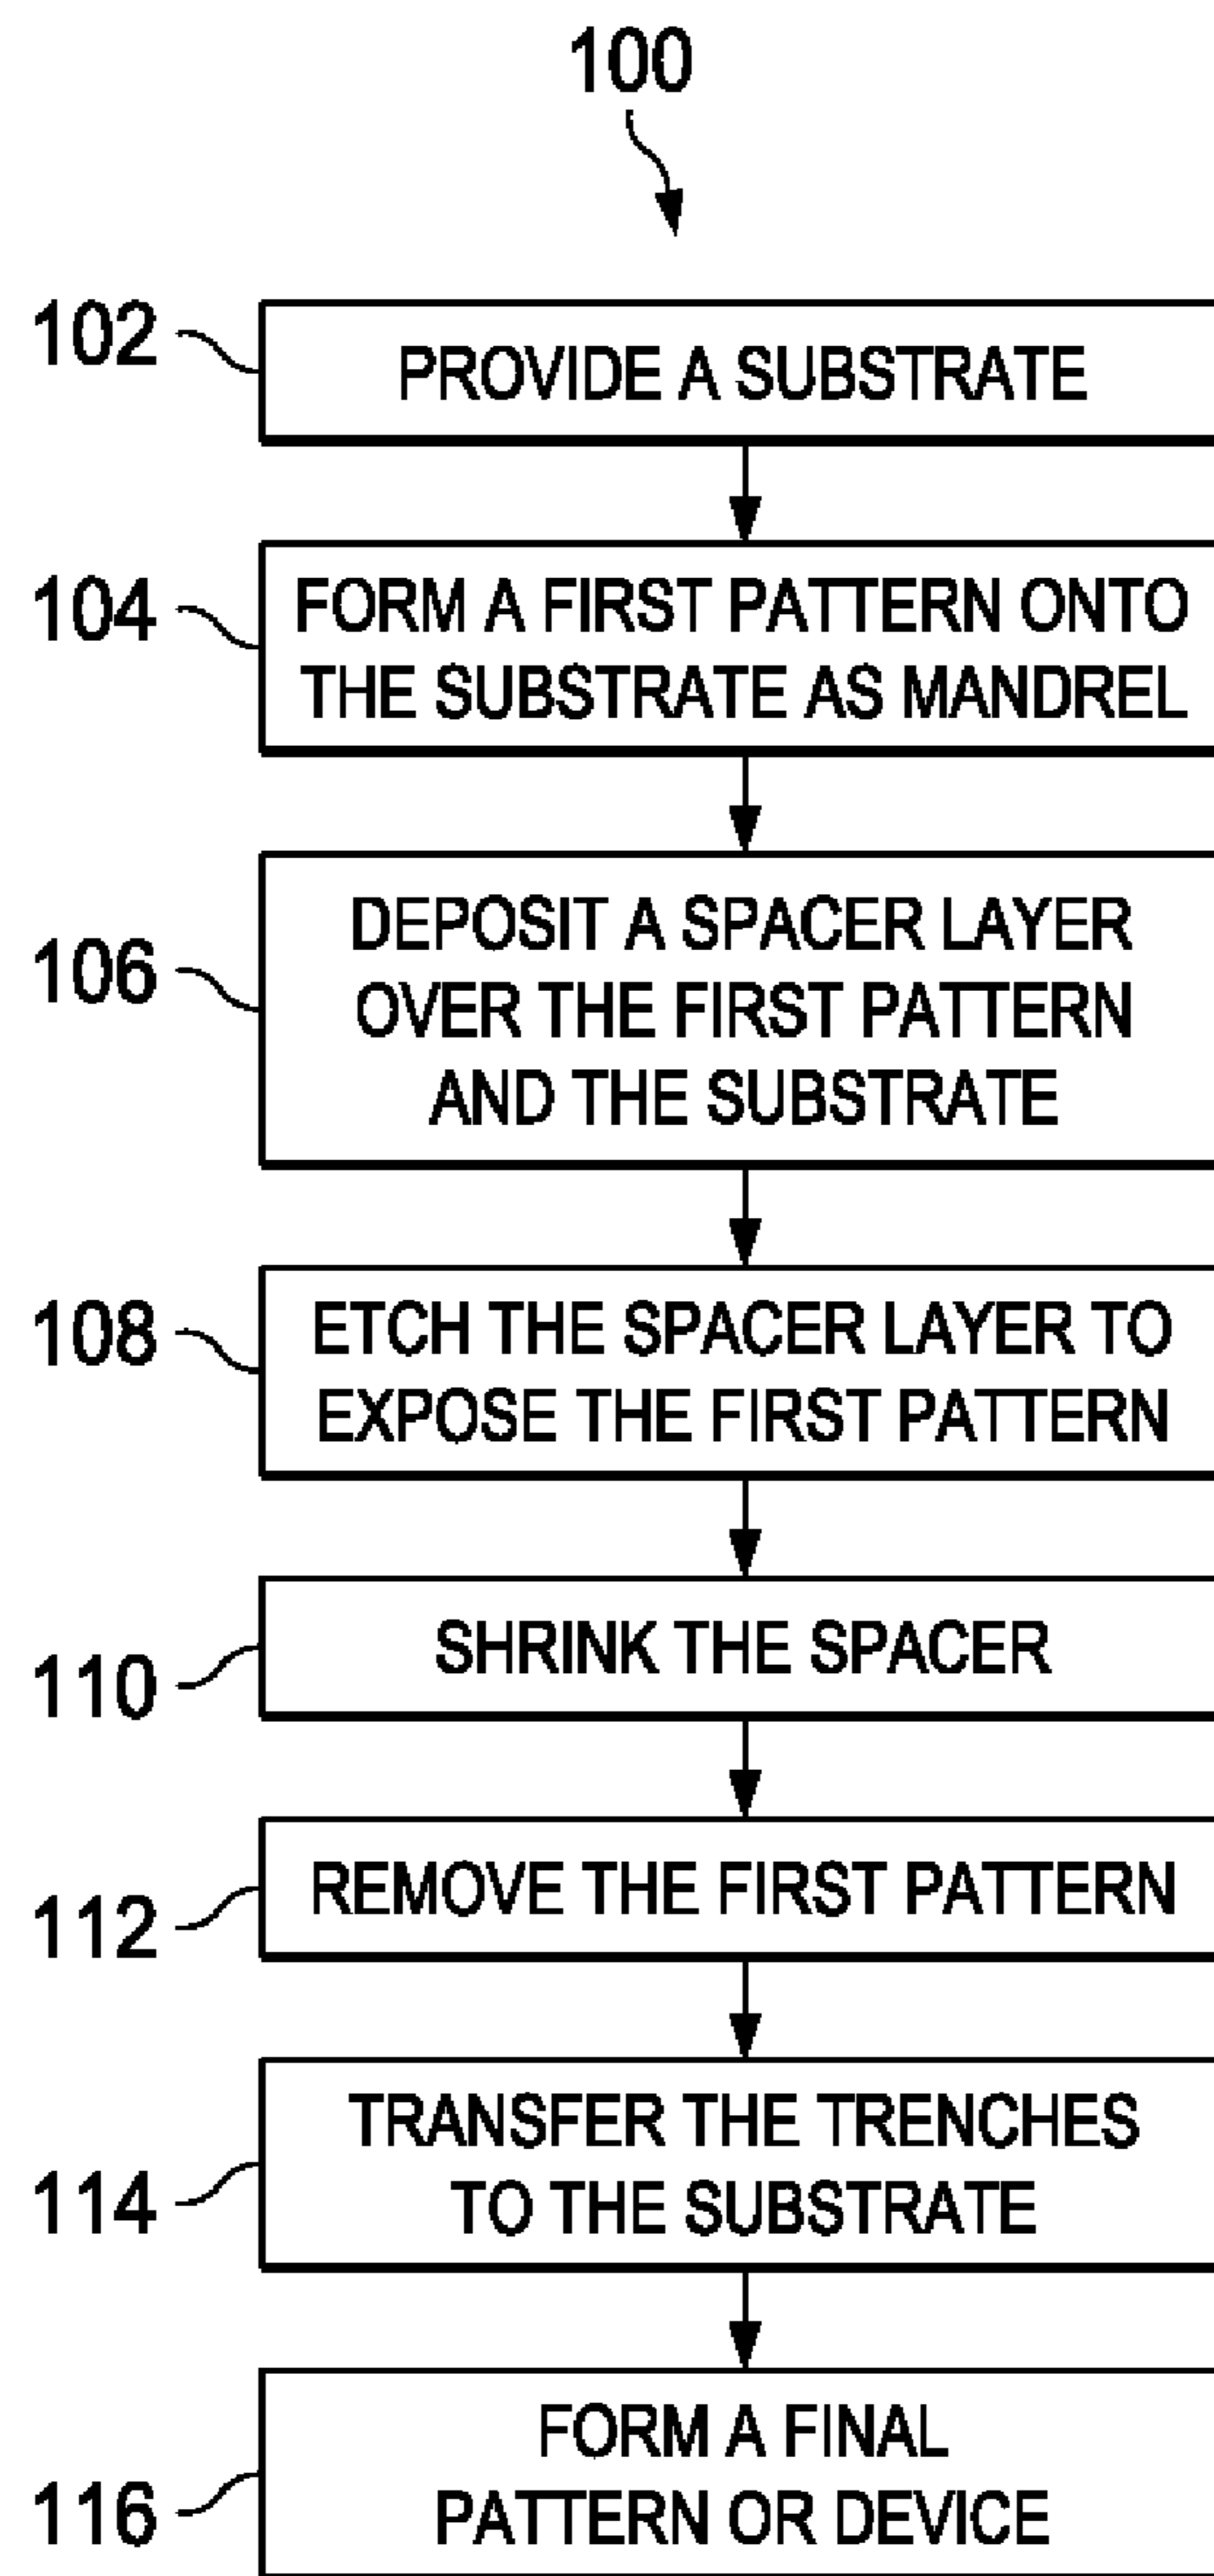 100
102
PROVIDE A SUBSTRATE
104
FORM A FIRST PATTERN ONTO
THE SUBSTRATE AS MANDREL
106
DEPOSIT A SPACER LAYER
OVER THE FIRST PATTERN
AND THE SUBSTRATE
108
ETCH THE SPACER LAYER TO
EXPOSE THE FIRST PATTERN
110
SHRINK THE SPACER
112
REMOVE THE FIRST PATTERN
114
TRANSFER THE TRENCHES
TO THE SUBSTRATE
116
FORM A FINAL
PATTERN OR DEVICE